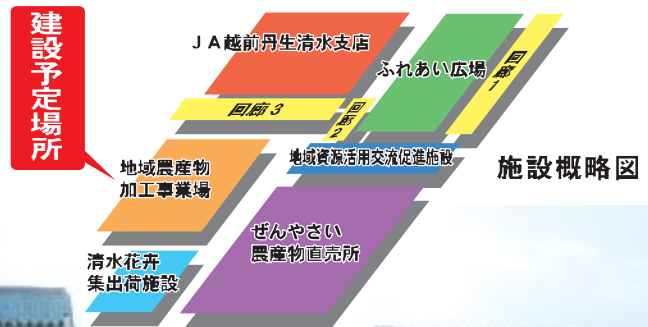 建設予定場所
JA越前丹生清水支店
ふれあい広場
回廊1
回廊3
回廊2
地域資源活用交流促進施設
施設概略図
地域農産物
加工事業場
ぜんやさい
農産物直売所
清水花卉
集出荷施設